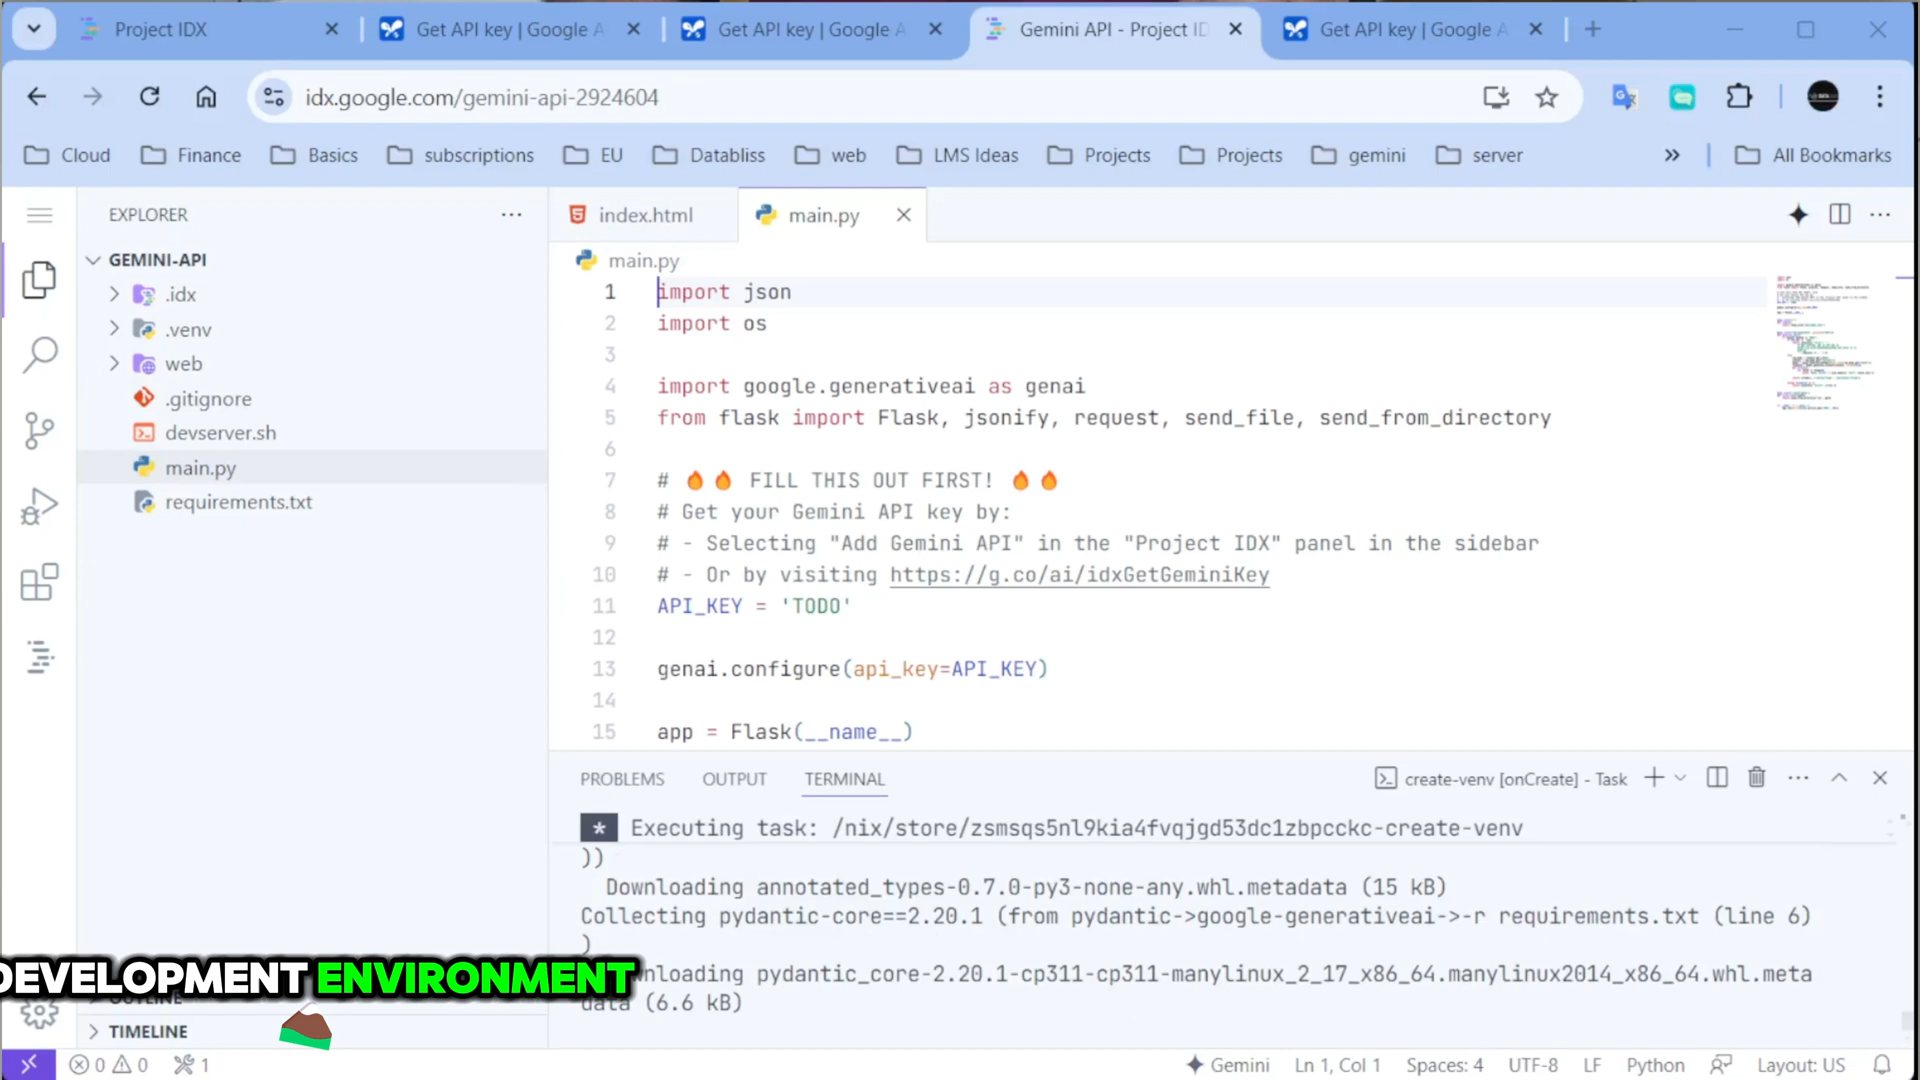 Project IDX
Get API key | Google A
Get API key | Google A
Gemini API - Project ID
Get API key | Google A
idx.google.com/gemini-api-2924604
Cloud
Finance
Basics
subscriptions
EU
Databliss
web
LMS Ideas
Projects
Projects
gemini
server
All Bookmarks
EXPLORER
index.html
main.py
GEMINI-API
.idx
.venv
web
.gitignore
devserver.sh
main.py
requirements.txt
main.py
1 import json
2 import os
3
4 import google.generativeai as genai
5 from flask import Flask, jsonify, request, send_file, send_from_directory
6
7 # 🔥🔥 FILL THIS OUT FIRST! 🔥🔥
8 # Get your Gemini API key by:
9 # - Selecting "Add Gemini API" in the "Project IDX" panel in the sidebar
10 # - Or by visiting https://g.co/ai/idxGetGeminiKey
11 API_KEY = 'TODO'
12
13 genai.configure(api_key=API_KEY)
14
15 app = Flask(__name__)
PROBLEMS
OUTPUT
TERMINAL
create-venv [onCreate] - Task
* Executing task: /nix/store/zsmsqs5nl9kia4fvqjgd53dc1zbpcckc-create-venv
))
Downloading annotated_types-0.7.0-py3-none-any.whl.metadata (15 kB)
Collecting pydantic-core==2.20.1 (from pydantic->google-generativeai->-r requirements.txt (line 6)
)
wnloading pydantic_core-2.20.1-cp311-cp311-manylinux_2_17_x86_64.manylinux2014_x86_64.whl.meta
data (6.6 kB)
DEVELOPMENT ENVIRONMENT
OUTLINE
TIMELINE
0 0 1
Gemini
Ln 1, Col 1
Spaces: 4
UTF-8
LF
Python
Layout: US